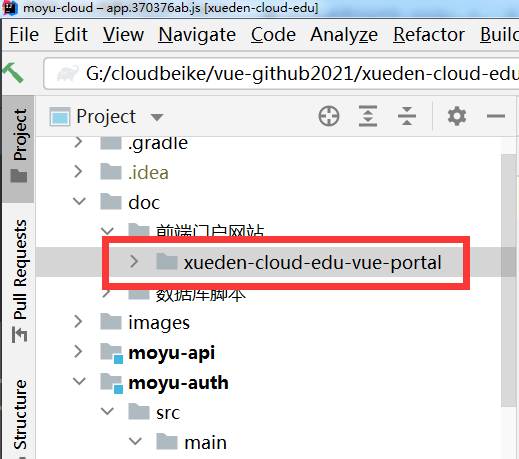 moyu-cloud – app.370376ab.js [xueden-cloud-edu]
File Edit View Navigate Code Analyze Refactor Build
G:/cloudbeike/vue-github2021/xueden-cloud-edu
Project
Project
.gradle
.idea
doc
前端门户网站
xueden-cloud-edu-vue-portal
数据库脚本
images
moyu-api
moyu-auth
src
main
Pull Requests
Structure